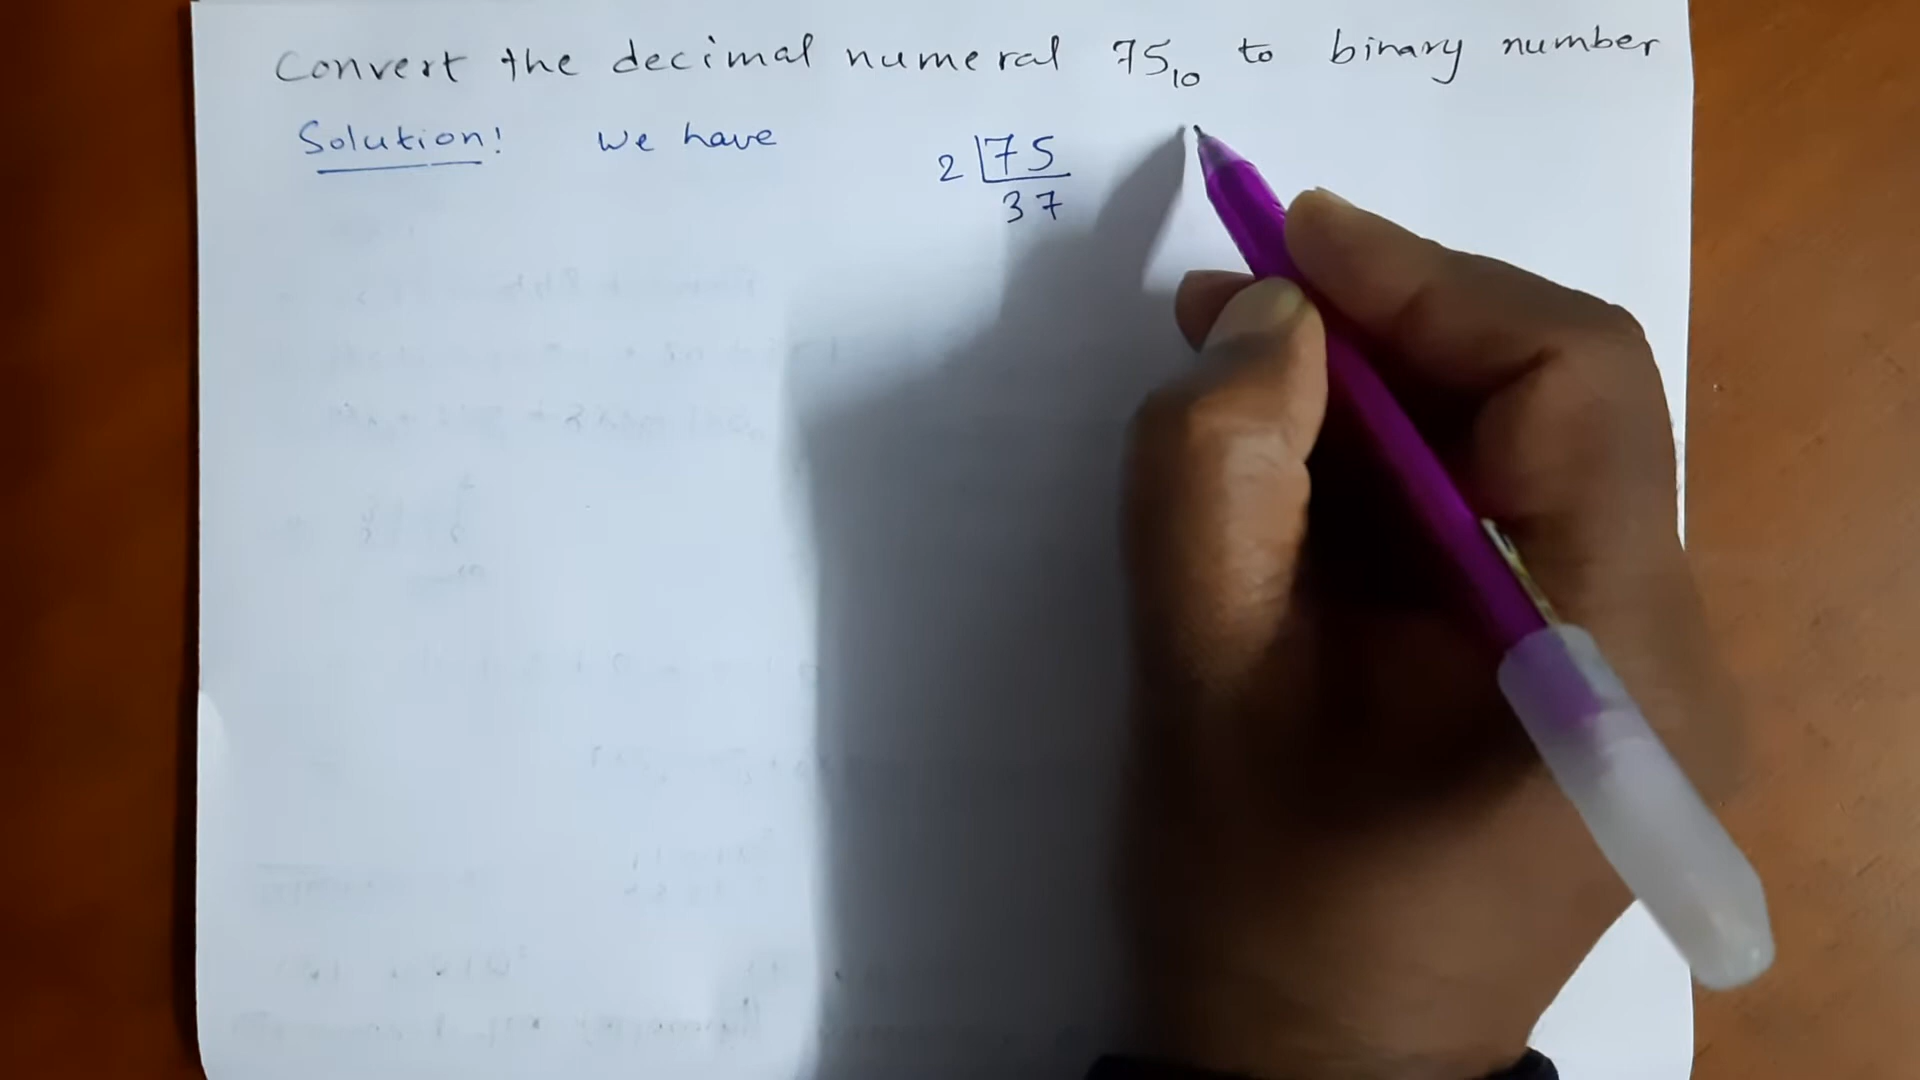 Convert the decimal numeral 75₁₀ to binary number
Solution! We have
2 75
37